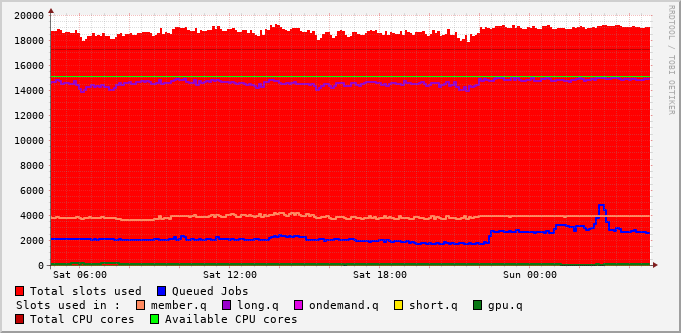 20000
18000
16000
14000
12000
10000
8000
6000
4000
2000
0
Sat 06:00 Sat 12:00 Sat 18:00 Sun 00:00
RRDTOOL / TOBI OETIKER
Total slots used Queued Jobs
Slots used in : member.q long.q ondemand.q short.q gpu.q
Total CPU cores Available CPU cores